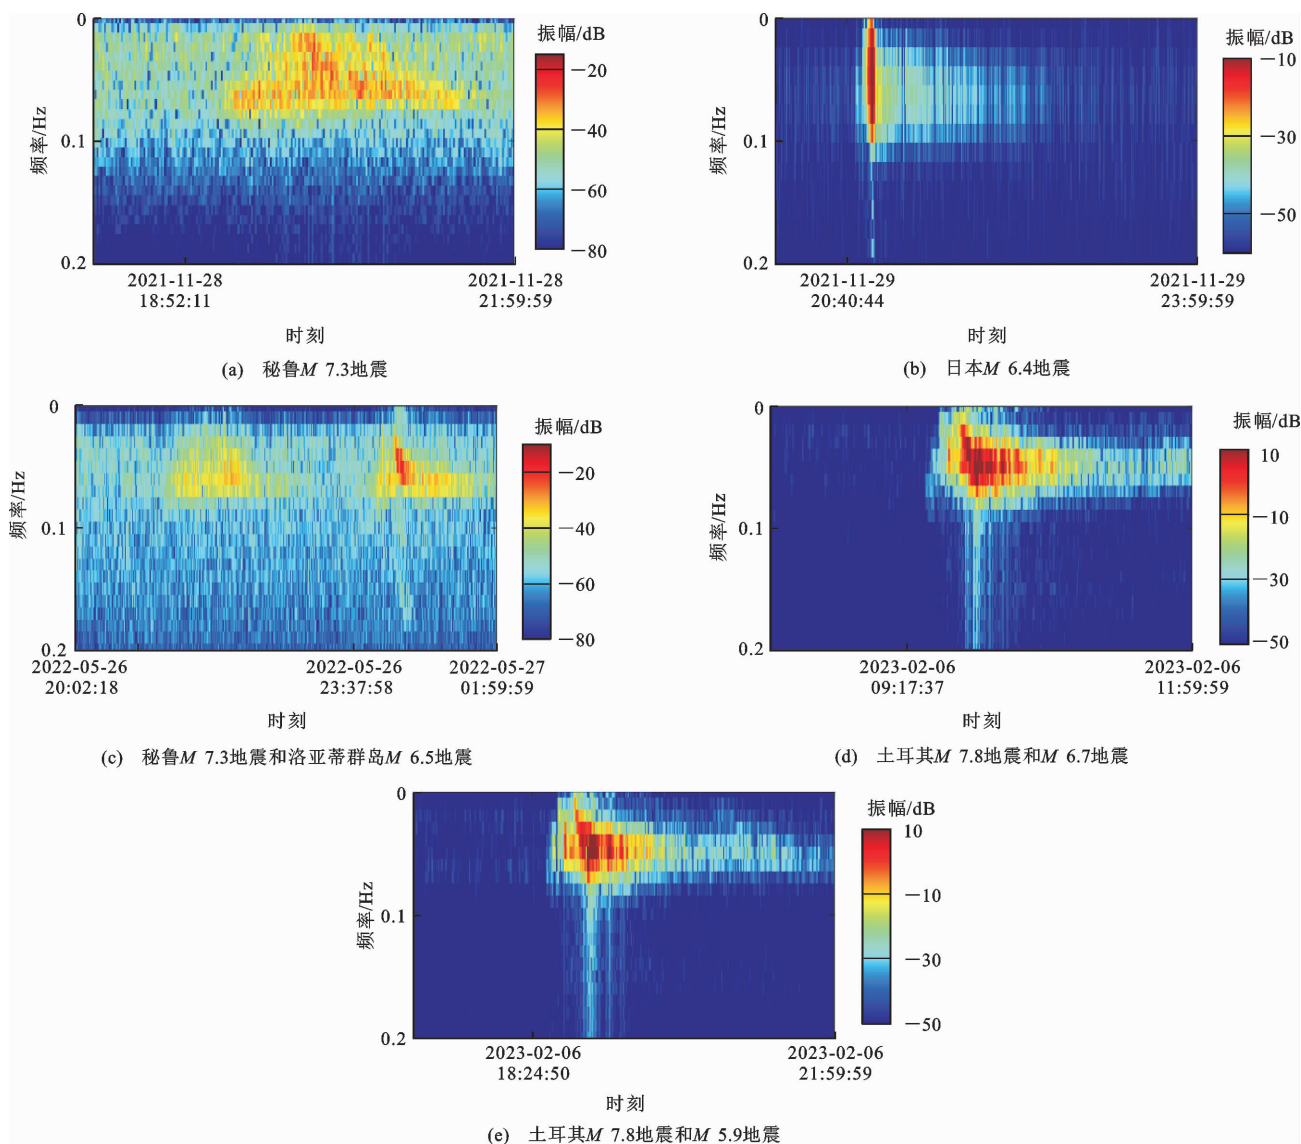 0
0.1
0.2
频率/Hz
振幅/dB
−20
−40
−60
−80
2021-11-28
18:52:11
2021-11-28
21:59:59
时刻
(a) 秘鲁M 7.3地震
0
0.1
0.2
频率/Hz
振幅/dB
−10
−30
−50
2021-11-29
20:40:44
2021-11-29
23:59:59
时刻
(b) 日本M 6.4地震
0
0.1
0.2
频率/Hz
振幅/dB
−20
−40
−60
−80
2022-05-26
20:02:18
2022-05-26
23:37:58
2022-05-27
01:59:59
时刻
(c) 秘鲁M 7.3地震和洛亚蒂群岛M 6.5地震
0
0.1
0.2
频率/Hz
振幅/dB
10
−10
−30
−50
2023-02-06
09:17:37
2023-02-06
11:59:59
时刻
(d) 土耳其M 7.8地震和M 6.7地震
0
0.1
0.2
频率/Hz
振幅/dB
10
−10
−30
−50
2023-02-06
18:24:50
2023-02-06
21:59:59
时刻
(e) 土耳其M 7.8地震和M 5.9地震